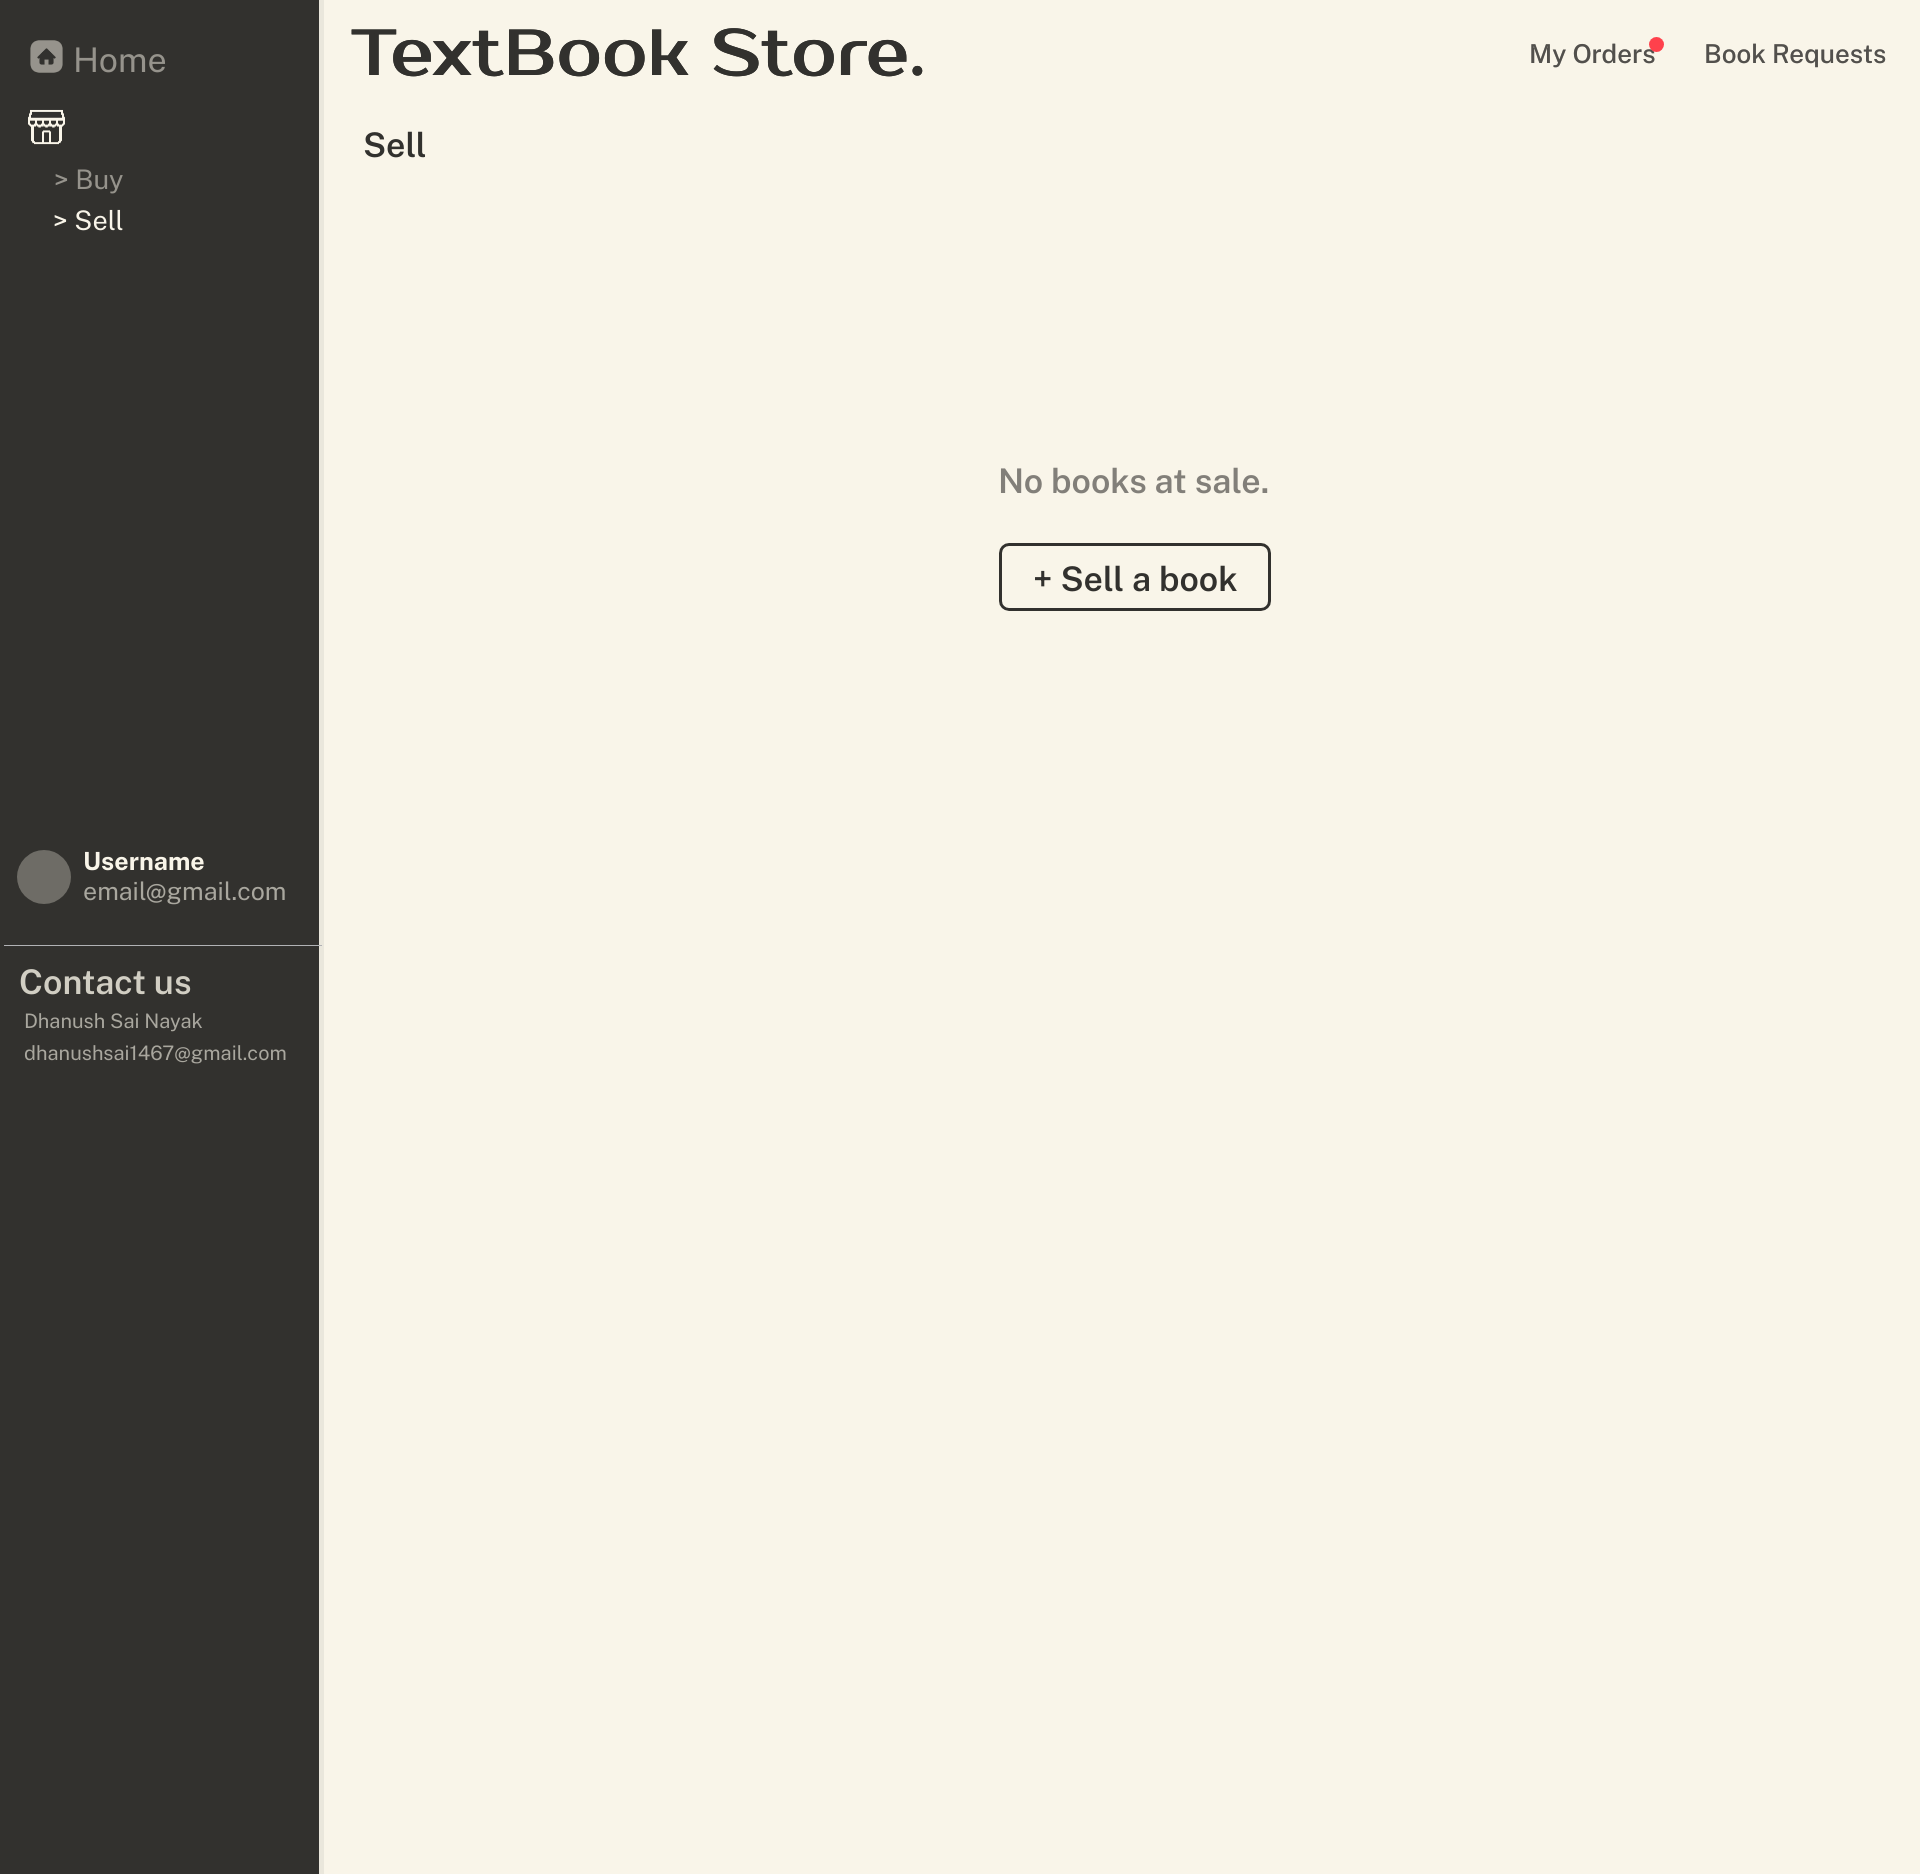 Home
> Buy
> Sell
Username
email@gmail.com
Contact us
Dhanush Sai Nayak
dhanushsai1467@gmail.com
TextBook Store.
My Orders
Book Requests
Sell
No books at sale.
+ Sell a book